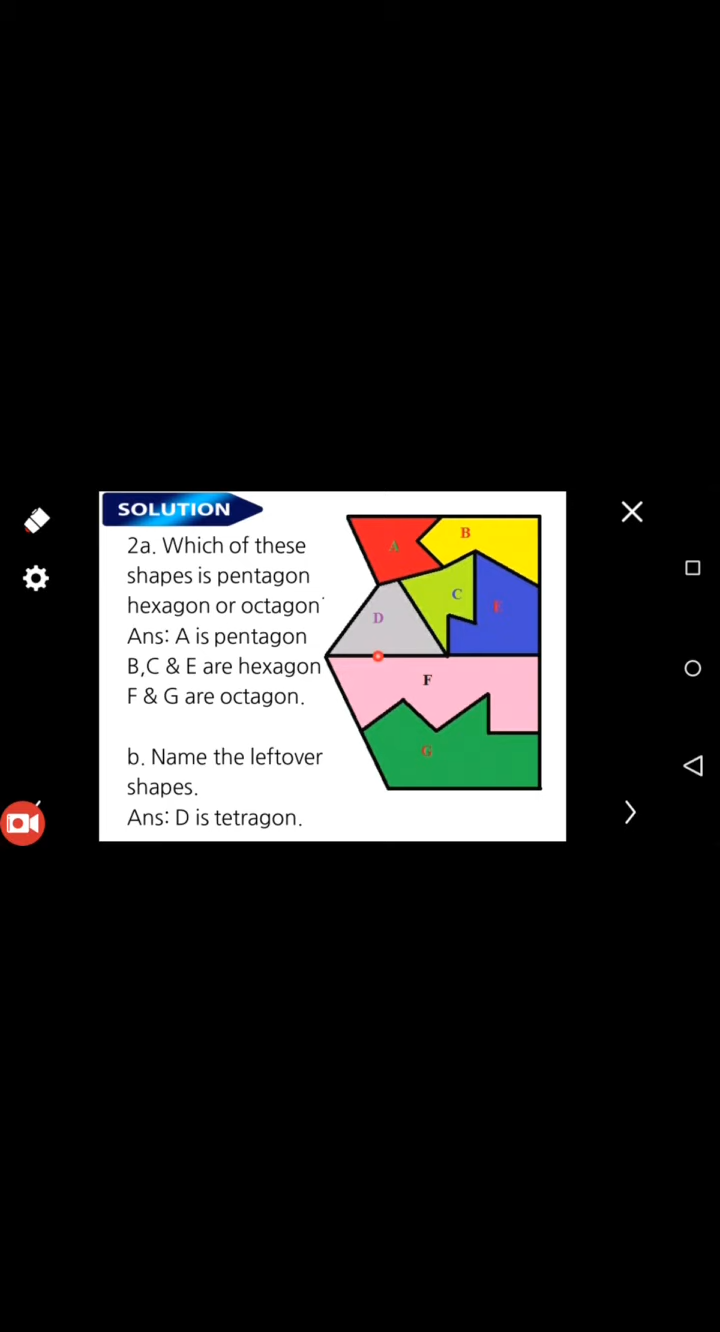 SOLUTION
2a. Which of these
shapes is pentagon
hexagon or octagon
Ans: A is pentagon
B,C & E are hexagon
F & G are octagon.
b. Name the leftover
shapes.
Ans: D is tetragon.
A
B
C
E
D
F
G